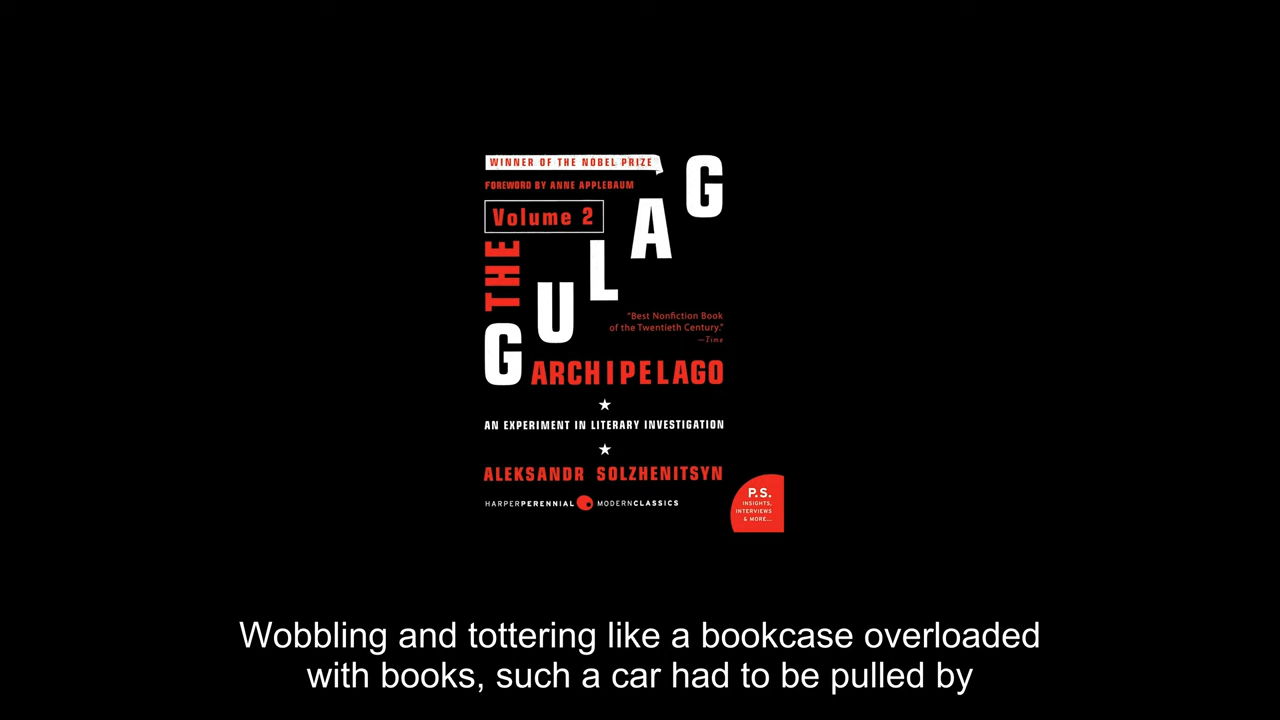 WINNER OF THE NOBEL PRIZE
FOREWORD BY ANNE APPLEBAUM
Volume 2
THE
GULAG
"Best Nonfiction Book
of the Twentieth Century."
—Time
ARCHIPELAGO
AN EXPERIMENT IN LITERARY INVESTIGATION
ALEKSANDR SOLZHENITSYN
HARPERPERENNIAL MODERNCLASSICS
P.S.
INSIGHTS,
INTERVIEWS
& MORE...
Wobbling and tottering like a bookcase overloaded
with books, such a car had to be pulled by